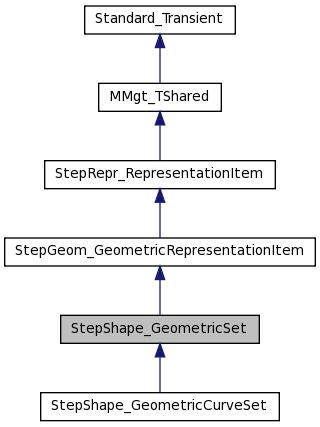 Standard_Transient
MMgt_TShared
StepRepr_RepresentationItem
StepGeom_GeometricRepresentationItem
StepShape_GeometricSet
StepShape_GeometricCurveSet